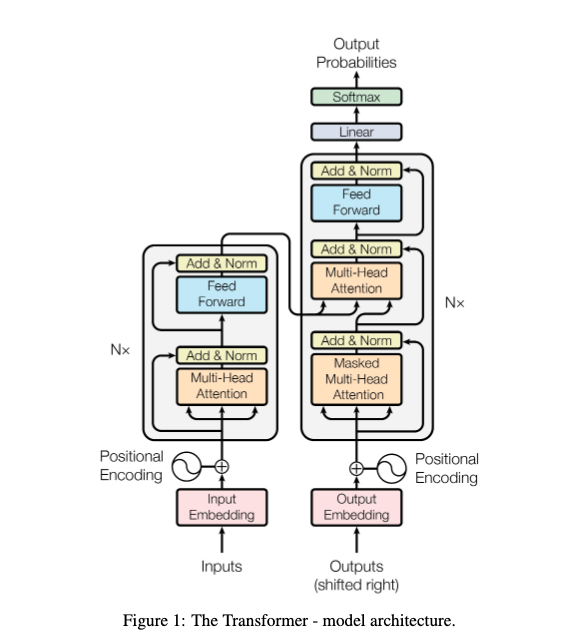 Output
Probabilities
Softmax
Linear
Add & Norm
Feed
Forward
Add & Norm
Multi-Head
Attention
Add & Norm
Masked
Multi-Head
Attention
N×
Add & Norm
Feed
Forward
Add & Norm
Multi-Head
Attention
N×
Positional
Encoding
Positional
Encoding
Input
Embedding
Output
Embedding
Inputs
Outputs
(shifted right)
Figure 1: The Transformer - model architecture.